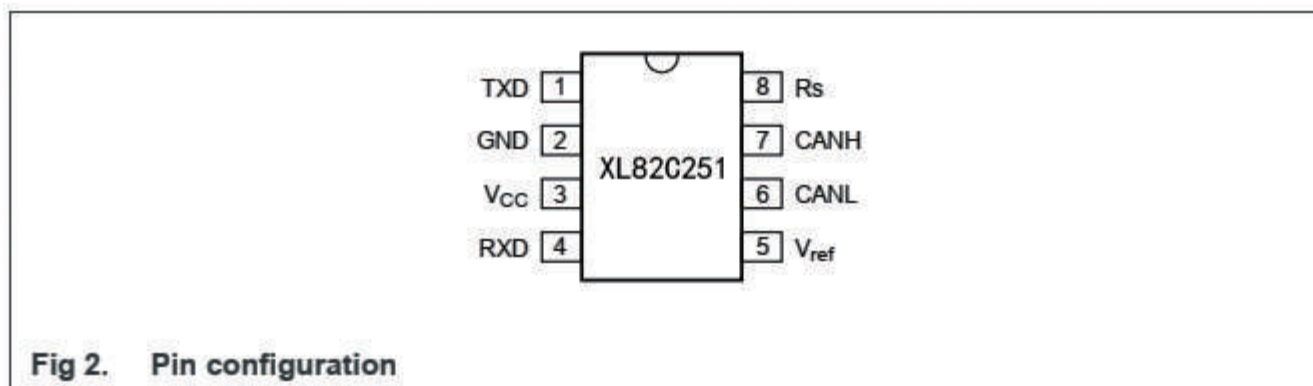 TXD 1 8 Rs
GND 2 7 CANH
XL82C251
VCC 3 6 CANL
RXD 4 5 Vref
Fig 2. Pin configuration